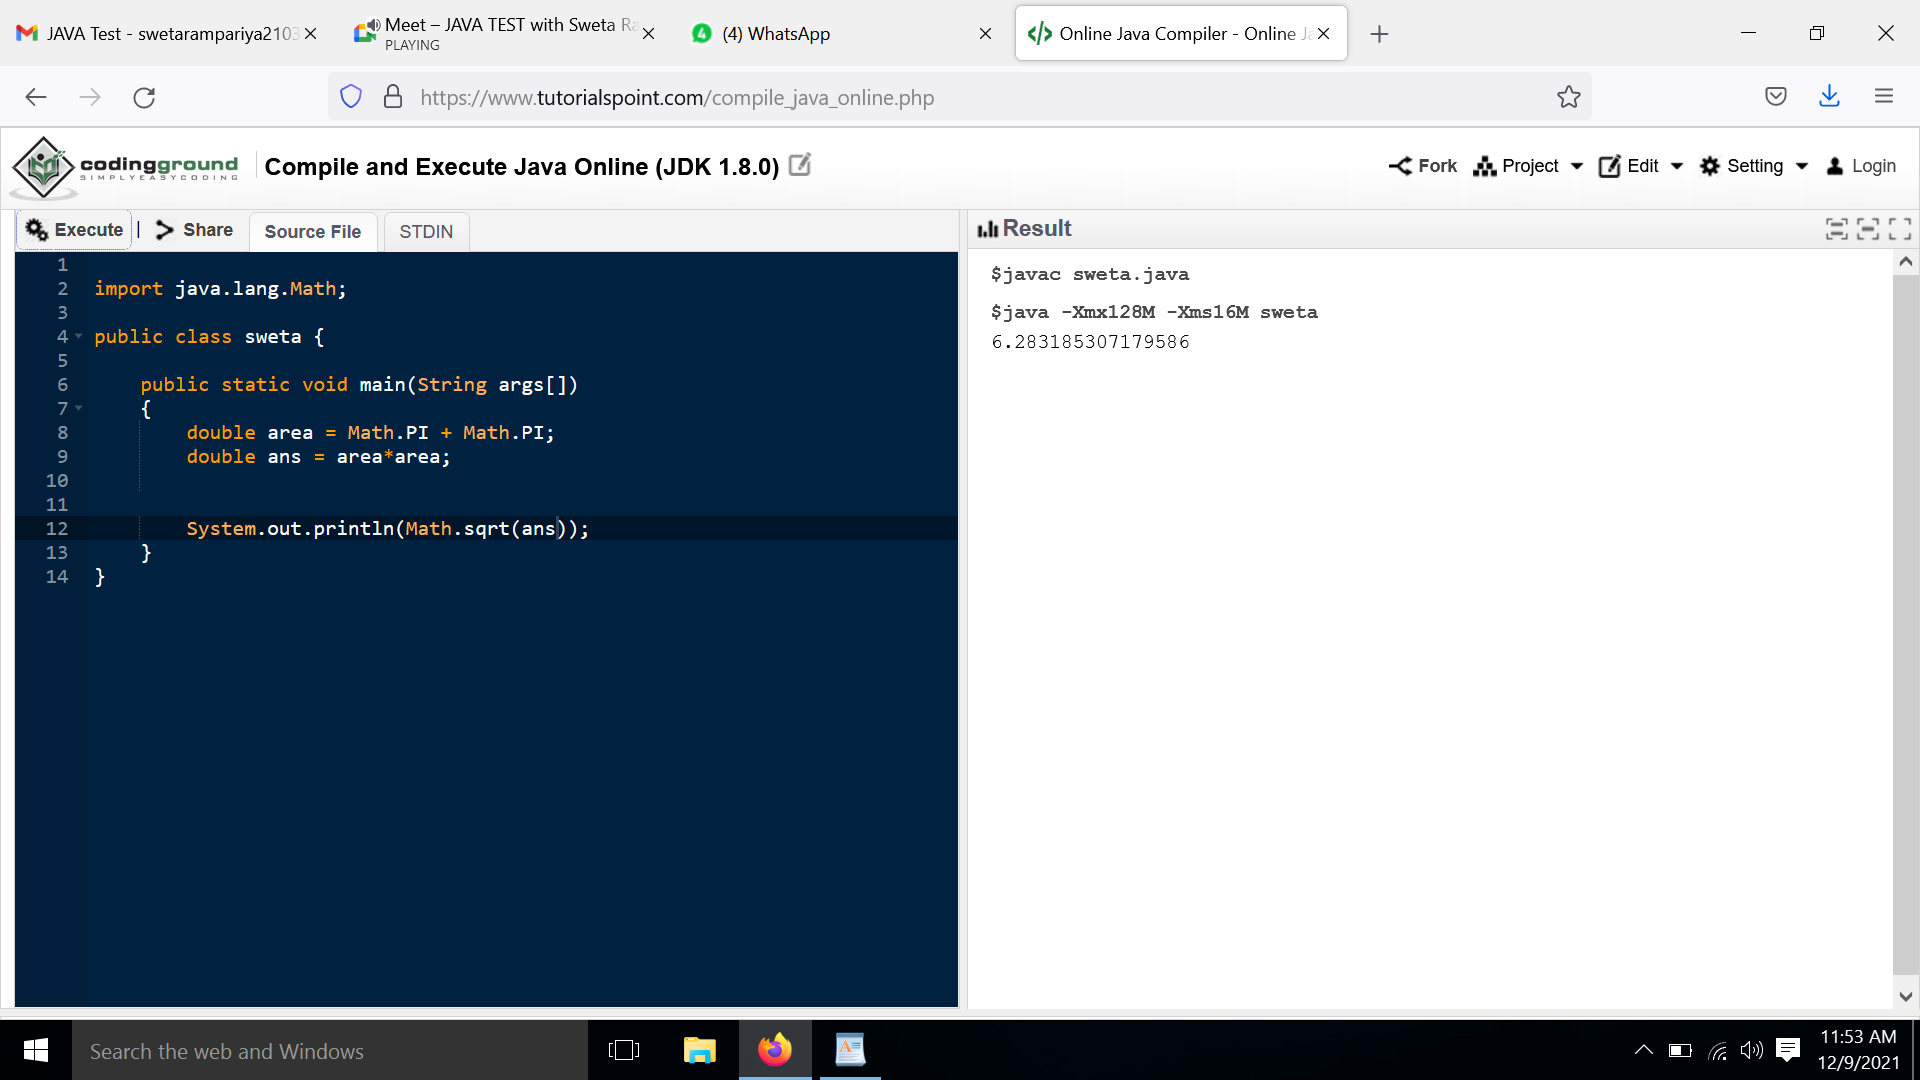 JAVA Test - swetarampariya2103
Meet – JAVA TEST with Sweta Ra
PLAYING
4
(4) WhatsApp
Online Java Compiler - Online Ja
https://www.tutorialspoint.com/compile_java_online.php
codingground
SIMPLYEASYCODING
Compile and Execute Java Online (JDK 1.8.0)
Fork
Project
Edit
Setting
Login
Execute
|
Share
Source File
STDIN
Result
1
2 import java.lang.Math;
3
4 public class sweta {
5
6 public static void main(String args[])
7 {
8 double area = Math.PI + Math.PI;
9 double ans = area*area;
10
11
12 System.out.println(Math.sqrt(ans));
13 }
14 }
$javac sweta.java
$java -Xmx128M -Xms16M sweta
6.283185307179586
Search the web and Windows
11:53 AM
12/9/2021